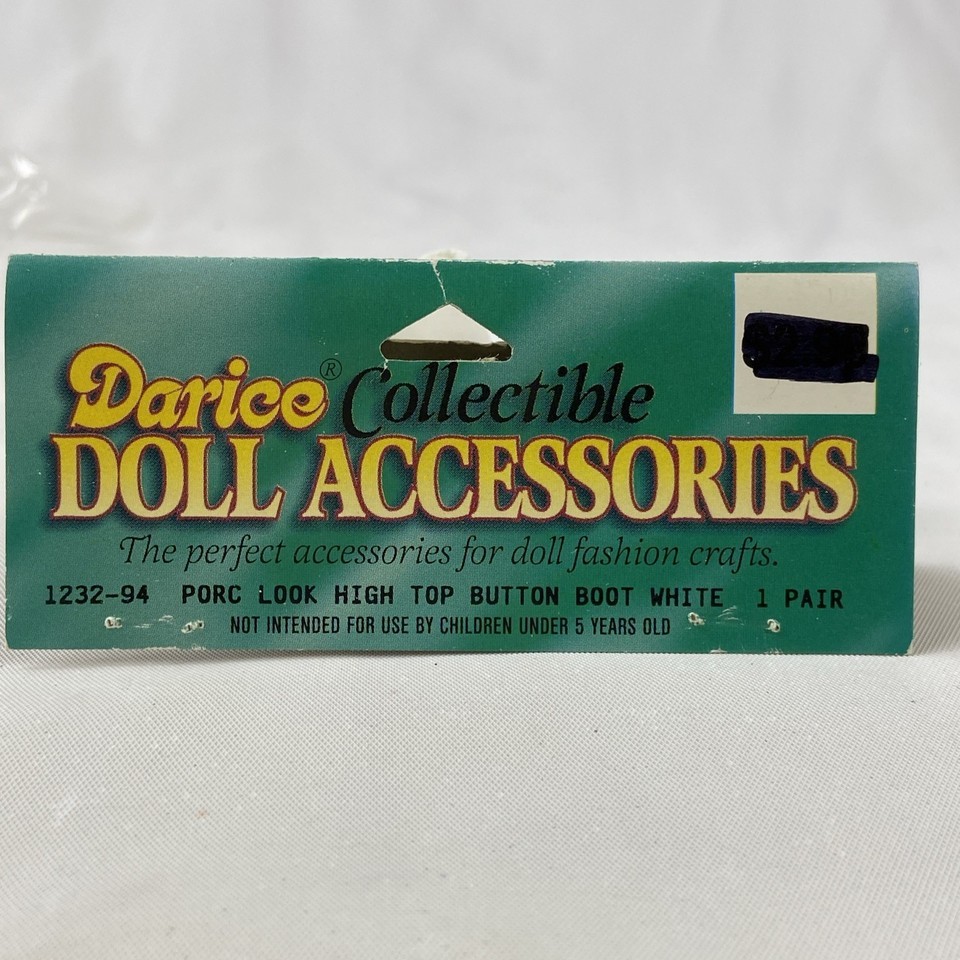 Darice® Collectible
DOLL ACCESSORIES
The perfect accessories for doll fashion crafts.
1232-94 PORC LOOK HIGH TOP BUTTON BOOT WHITE 1 PAIR
NOT INTENDED FOR USE BY CHILDREN UNDER 5 YEARS OLD